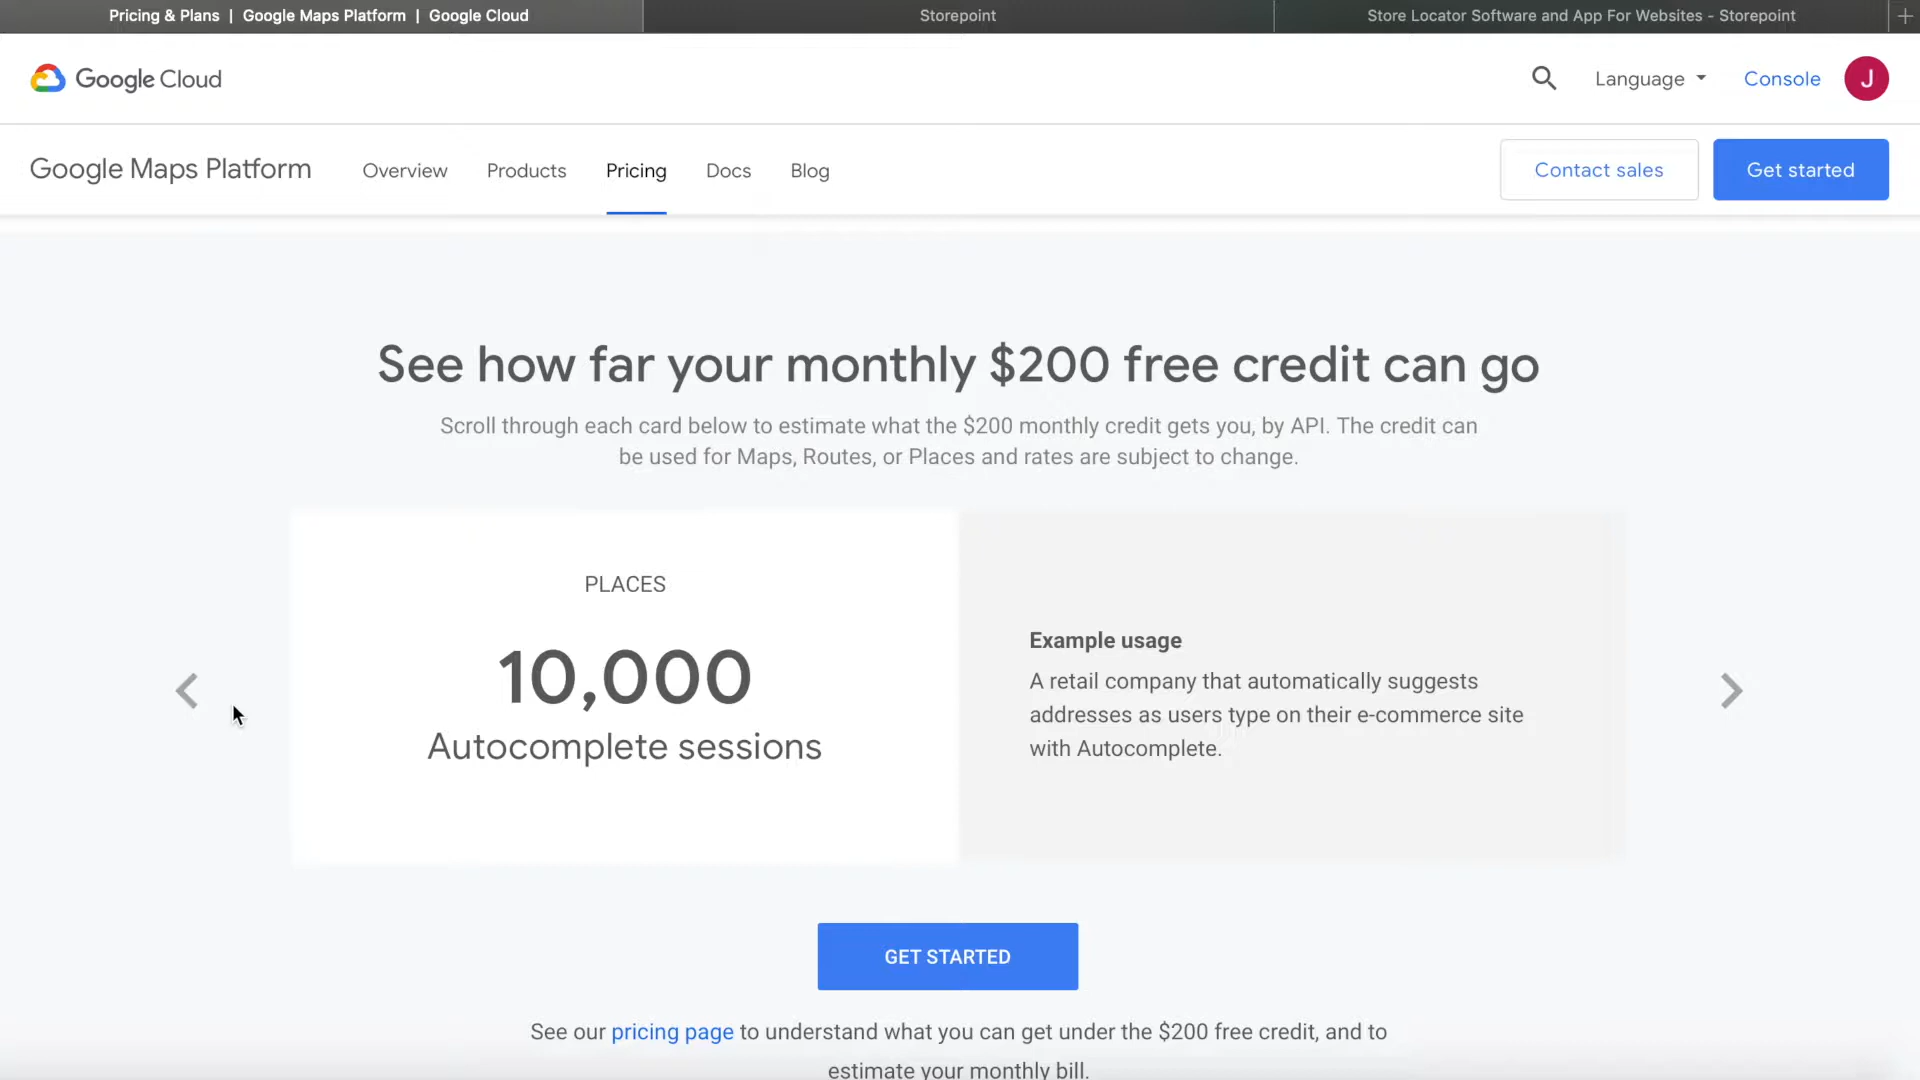 Pricing & Plans | Google Maps Platform | Google Cloud
Storepoint
Store Locator Software and App For Websites - Storepoint
Google Cloud
Language
Console
J
Google Maps Platform
Overview
Products
Pricing
Docs
Blog
Contact sales
Get started
See how far your monthly $200 free credit can go
Scroll through each card below to estimate what the $200 monthly credit gets you, by API. The credit can
be used for Maps, Routes, or Places and rates are subject to change.
PLACES
10,000
Autocomplete sessions
Example usage
A retail company that automatically suggests
addresses as users type on their e-commerce site
with Autocomplete.
GET STARTED
See our pricing page to understand what you can get under the $200 free credit, and to
estimate your monthly bill.